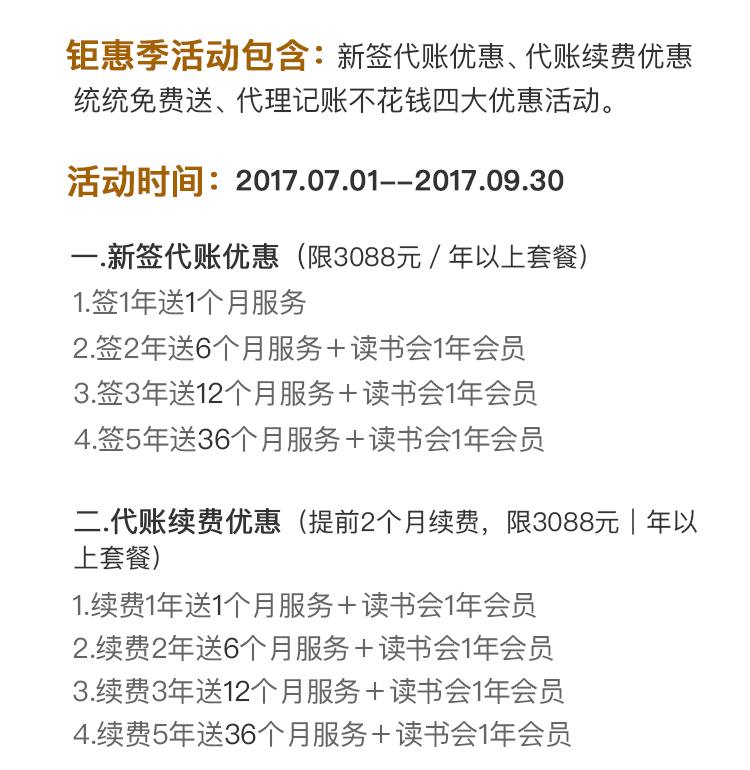 钜惠季活动包含：新签代账优惠、代账续费优惠
统统免费送、代理记账不花钱四大优惠活动。
活动时间：2017.07.01--2017.09.30
一.新签代账优惠（限3088元／年以上套餐）
1.签1年送1个月服务
2.签2年送6个月服务＋读书会1年会员
3.签3年送12个月服务＋读书会1年会员
4.签5年送36个月服务＋读书会1年会员
二.代账续费优惠（提前2个月续费，限3088元｜年以
上套餐）
1.续费1年送1个月服务＋读书会1年会员
2.续费2年送6个月服务＋读书会1年会员
3.续费3年送12个月服务＋读书会1年会员
4.续费5年送36个月服务＋读书会1年会员